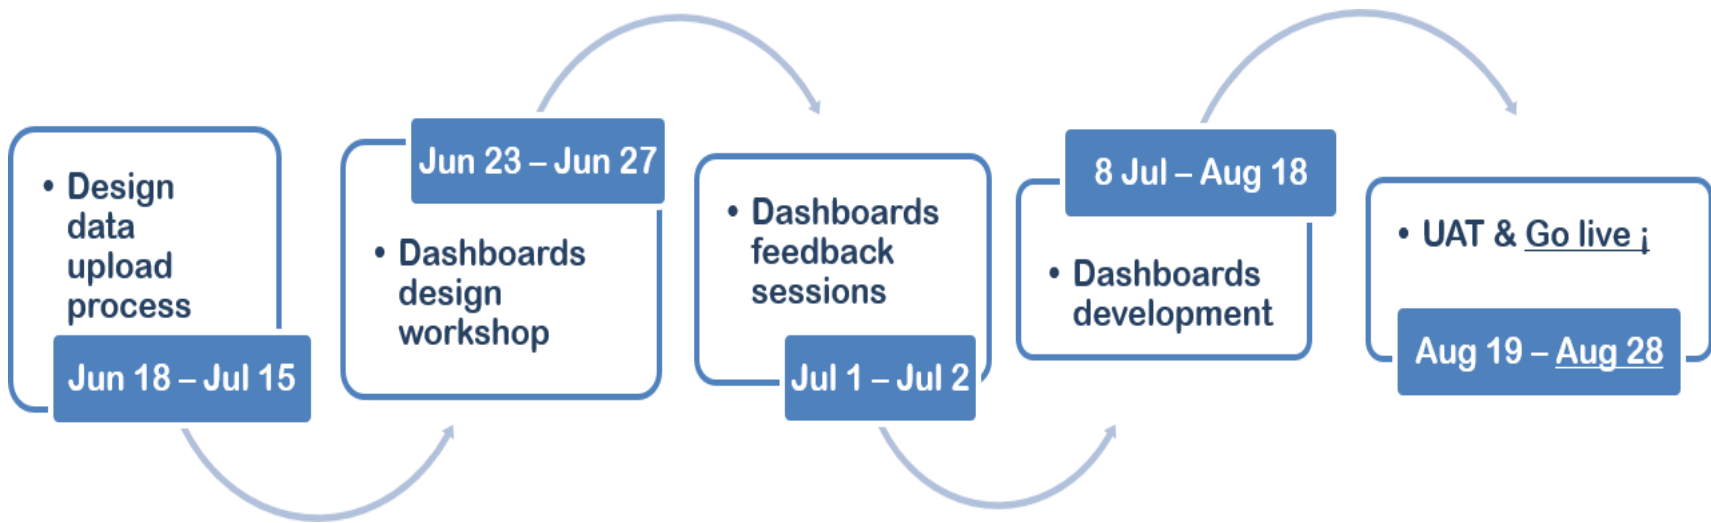 • Design
data
upload
process
Jun 18 – Jul 15
Jun 23 – Jun 27
• Dashboards
design
workshop
• Dashboards
feedback
sessions
Jul 1 – Jul 2
8 Jul – Aug 18
• Dashboards
development
• UAT & Go live ¡
Aug 19 – Aug 28